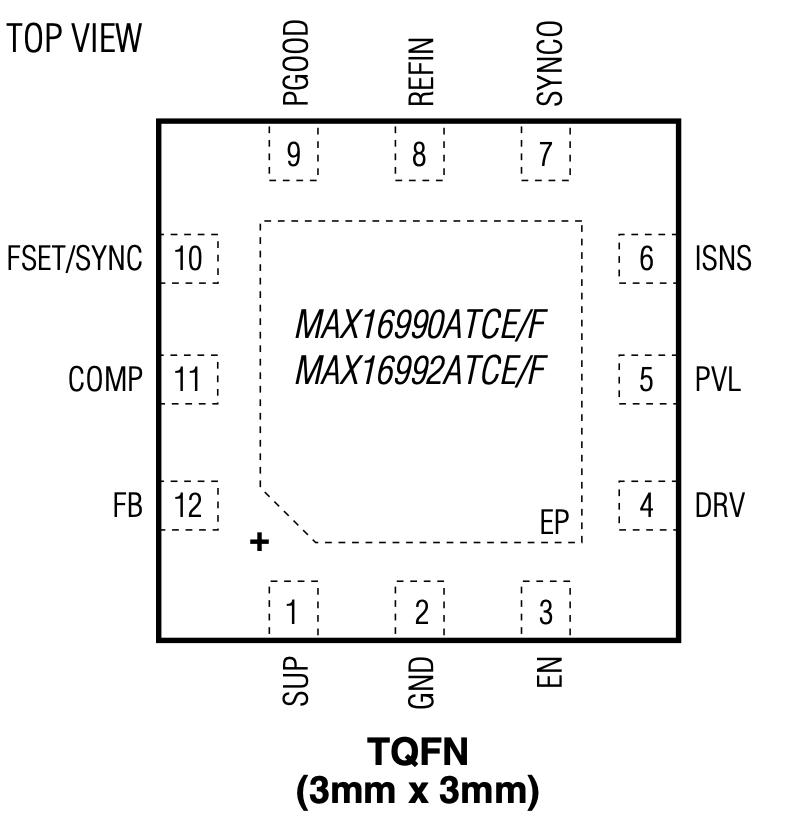 TOP VIEW
PGOOD
REFIN
SYNCO
9
8
7
FSET/SYNC
10
6
ISNS
MAX16990ATCE/F
MAX16992ATCE/F
COMP
11
5
PVL
FB
12
4
DRV
EP
+
1
2
3
SUP
GND
EN
TQFN
(3mm x 3mm)